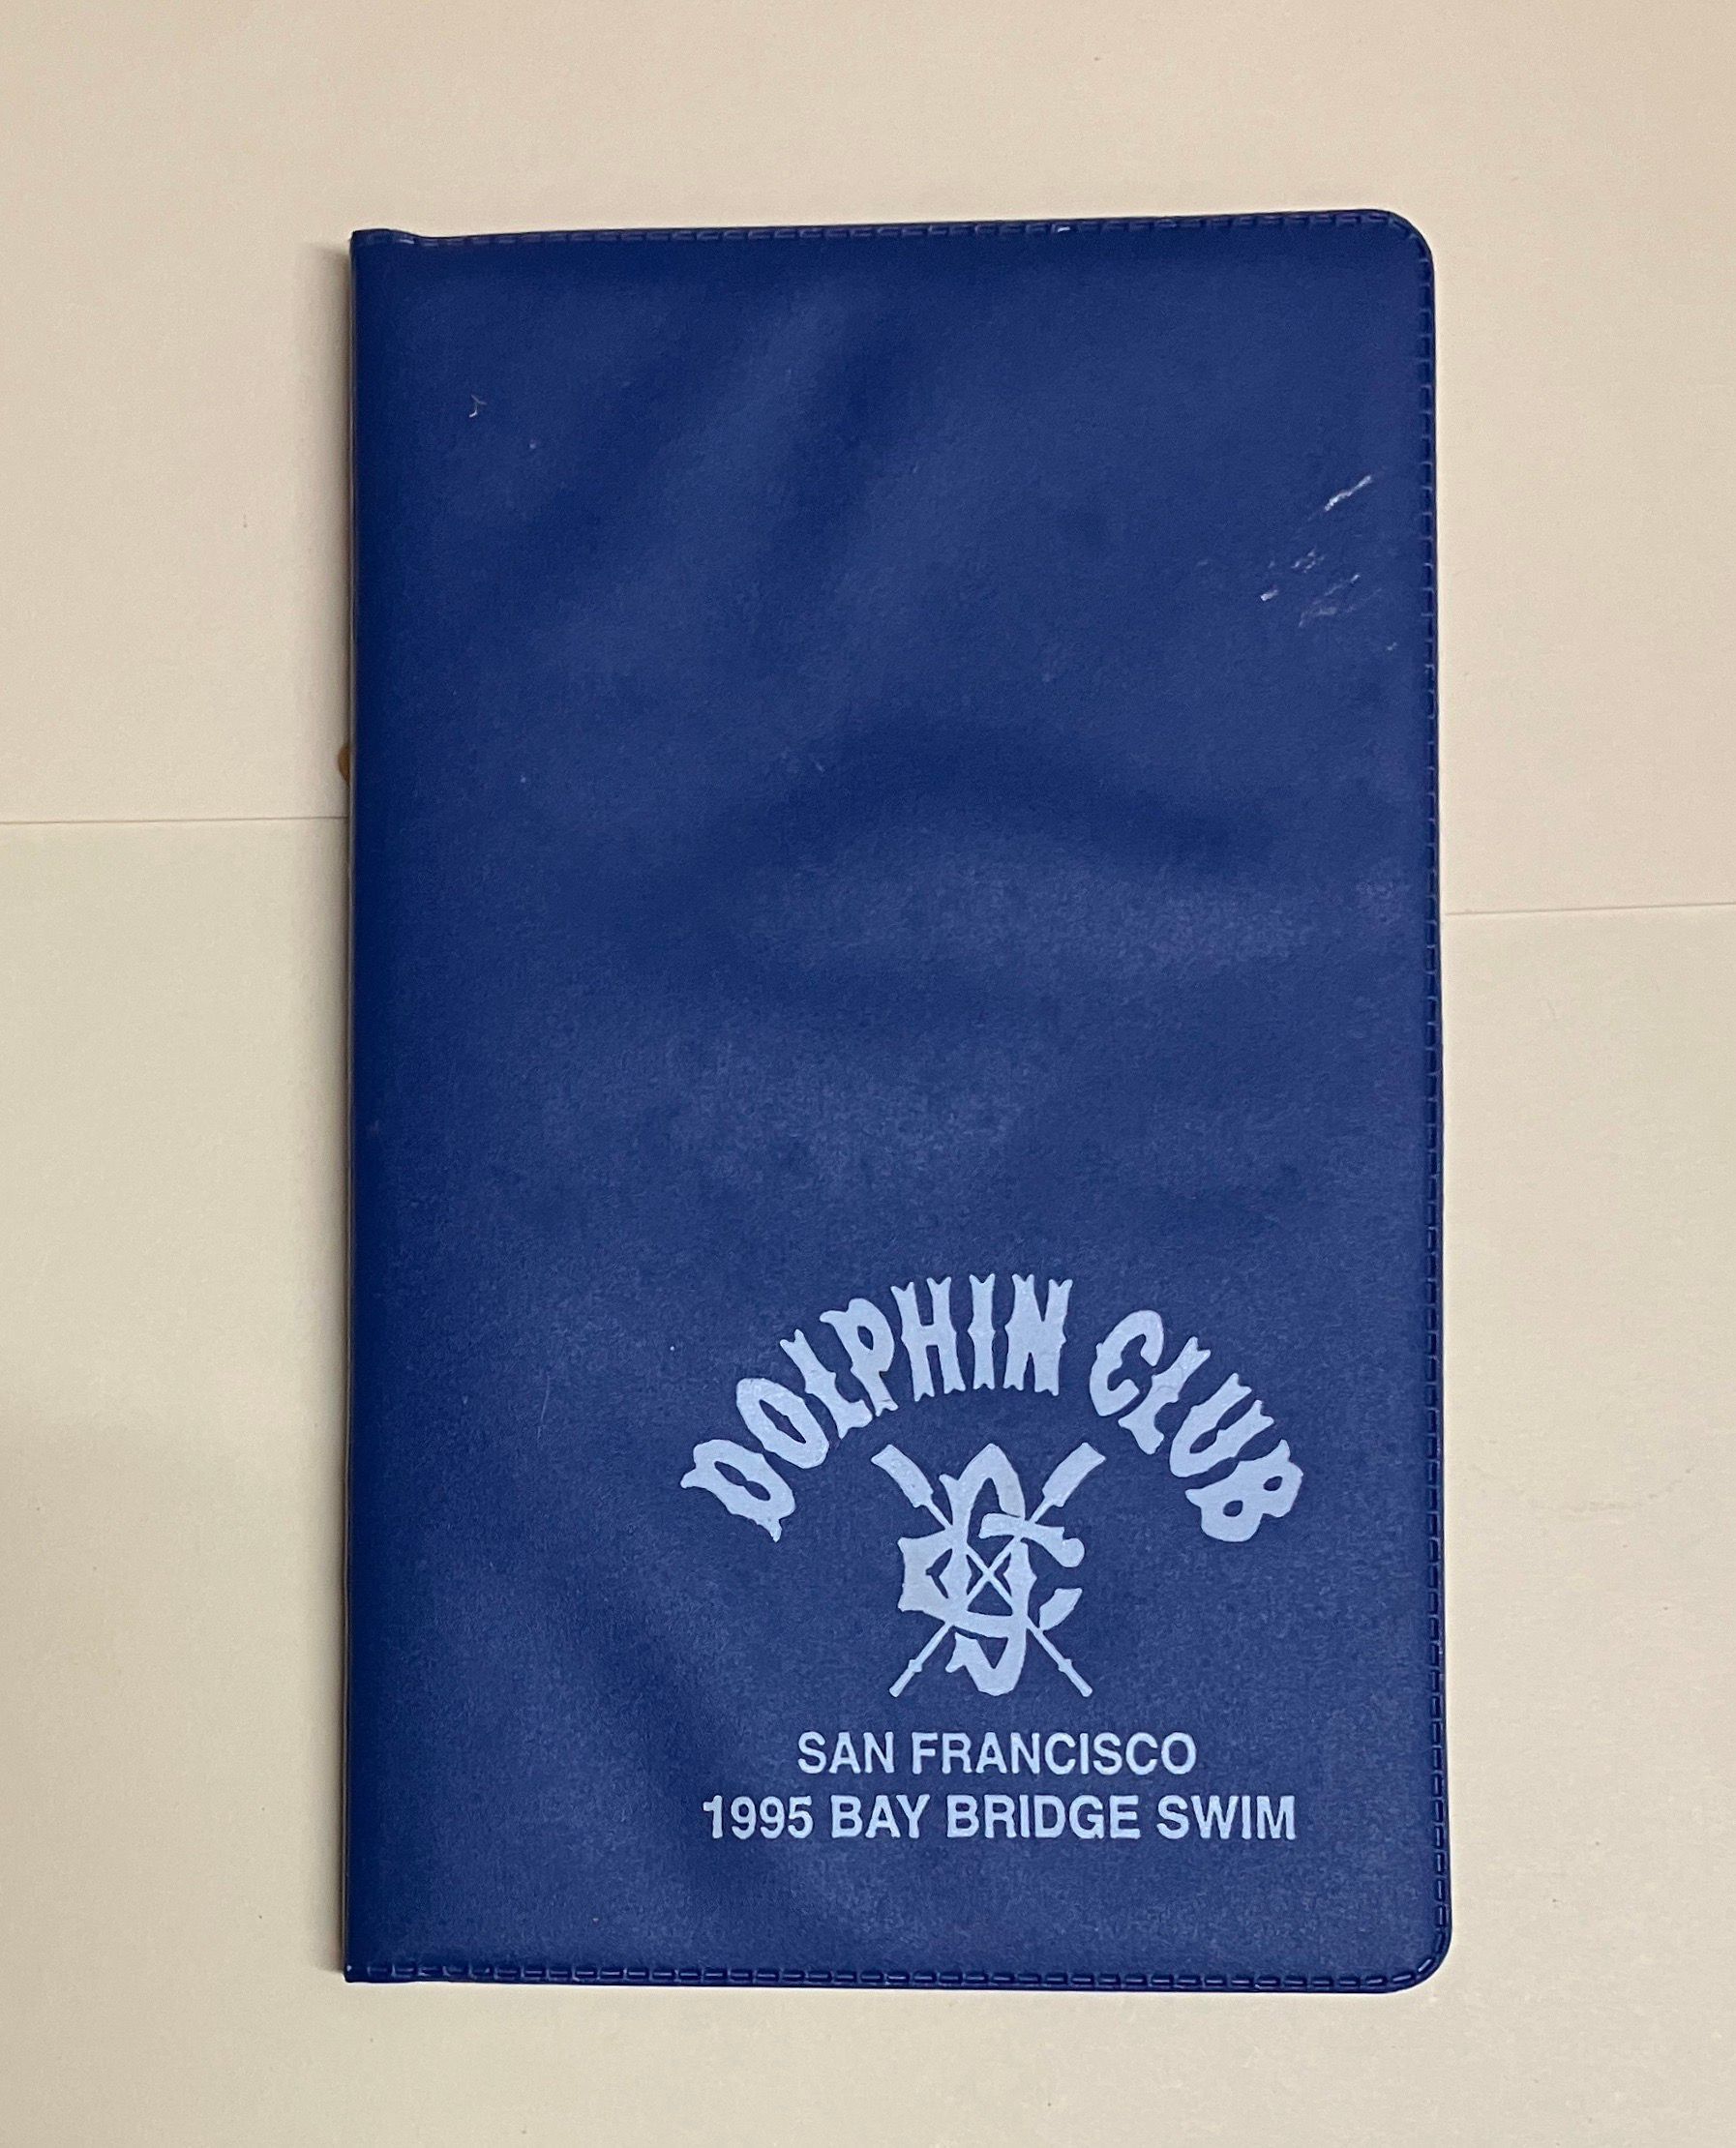 DOLPHIN CLUB
SAN FRANCISCO
1995 BAY BRIDGE SWIM